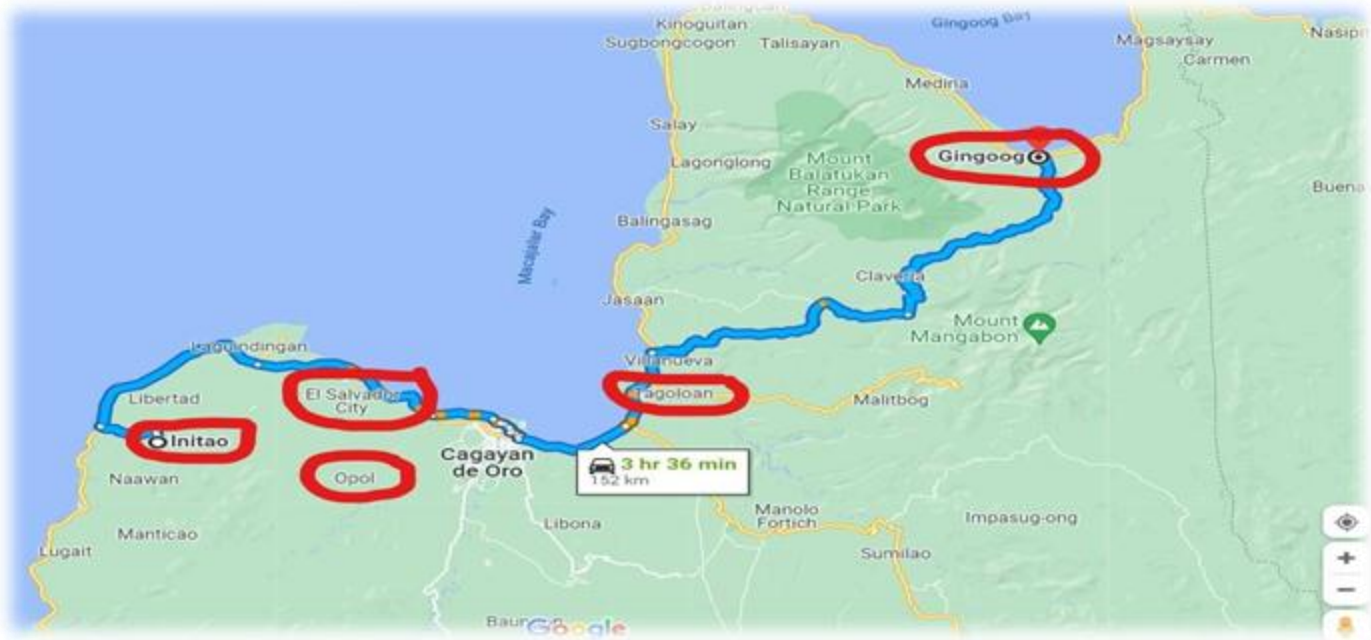 Kinoguitan
Gingoog Bay
Sugbongcogon
Talisayan
Magsaysay
Carmen
Medina
Salay
Lagonglong
Mount
Balatukan
Range
Natural Park
Gingoog
Balingasag
Macajalar Bay
Claveria
Jasaan
Mount
Mangabon
Laguindingan
Villanueva
Libertad
El Salvador
City
Tagoloan
Malitbog
Initao
Cagayan
de Oro
3 hr 36 min
152 km
Naawan
Opol
Manolo
Fortich
Impasug-ong
Libona
Manticao
Lugait
Sumilao
Google